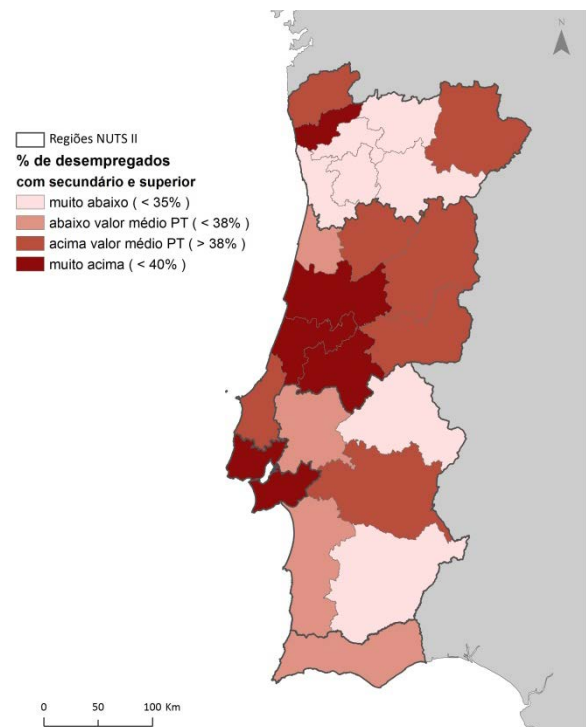 N
Regiões NUTS II
% de desempregados
com secundário e superior
muito abaixo ( < 35% )
abaixo valor médio PT ( < 38% )
acima valor médio PT ( > 38% )
muito acima ( < 40% )
0 50 100 Km